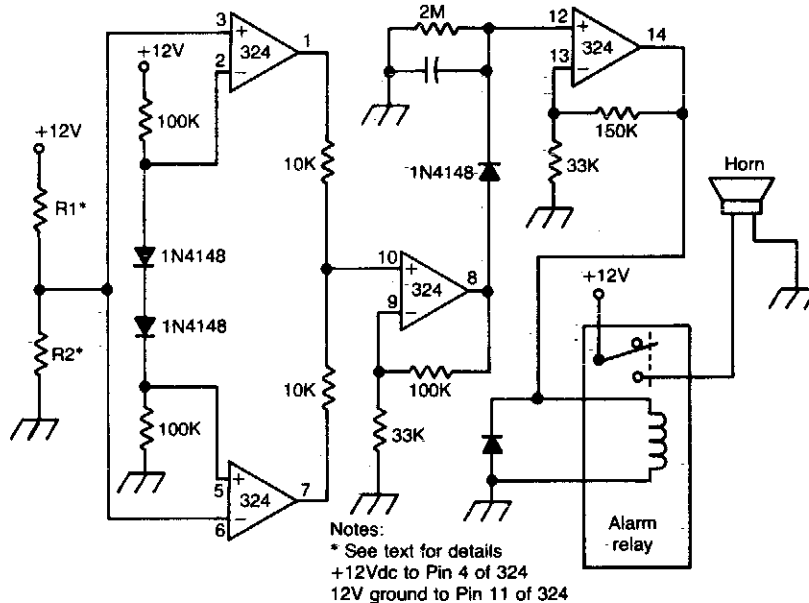 3
+
324
1
2
−
+12V
100K
+12V
R1*
1N4148
1N4148
R2*
100K
10K
10K
5
+
324
7
6
−
2M
12
+
324
14
13
−
150K
33K
1N4148
10
+
324
8
9
−
100K
33K
Horn
+12V
Alarm
relay
Notes:
* See text for details
+12Vdc to Pin 4 of 324
12V ground to Pin 11 of 324